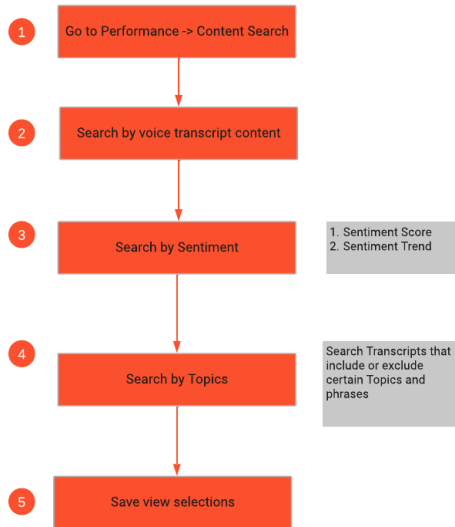 1
Go to Performance -> Content Search
2
Search by voice transcript content
3
Search by Sentiment
1. Sentiment Score
2. Sentiment Trend
4
Search by Topics
Search Transcripts that
include or exclude
certain Topics and
phrases
5
Save view selections